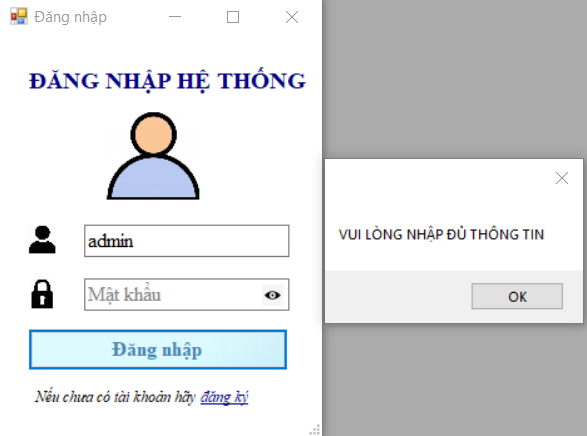 Đăng nhập
ĐĂNG NHẬP HỆ THỐNG
admin
Mật khẩu
Đăng nhập
Nếu chưa có tài khoản hãy đăng ký
VUI LÒNG NHẬP ĐỦ THÔNG TIN
OK